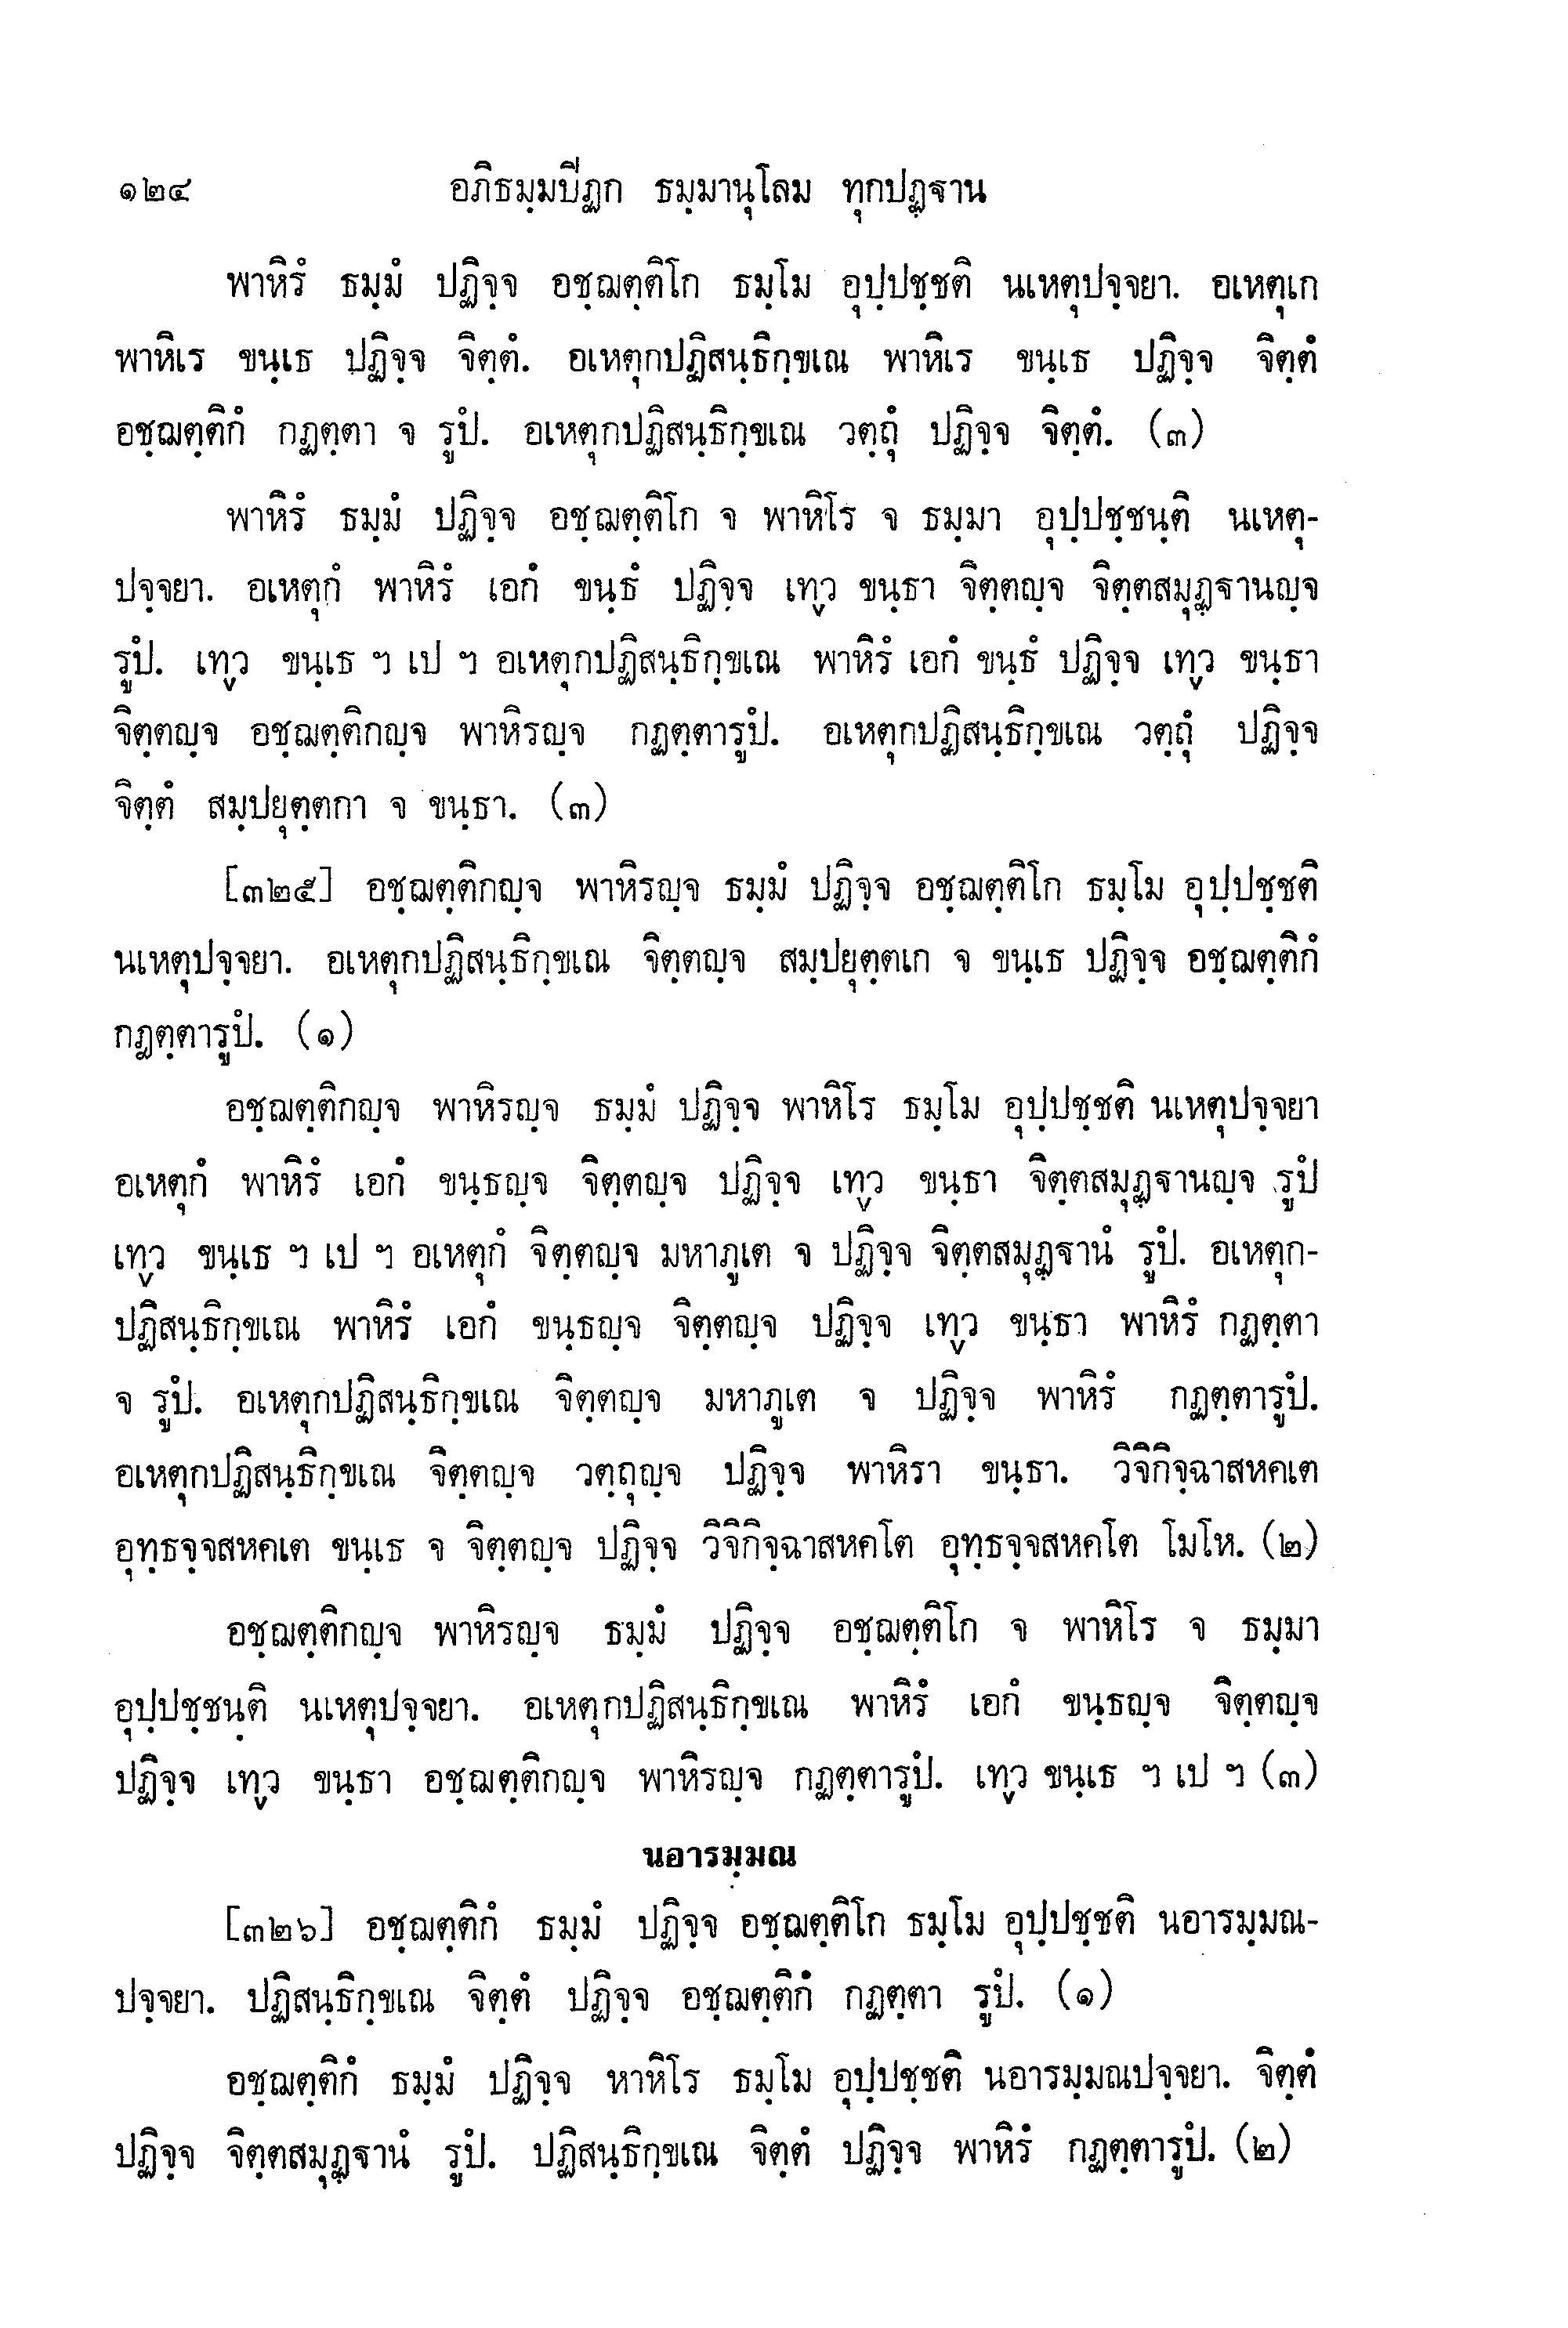 ๑๒๔ อภิธมฺมปีฏก ธมฺมานุโลม ทุกปฏฺฐาน
พาหิรํ ธมฺมํ ปฏิจฺจ อชฺฌตฺติโก ธมฺโม อุปฺปชฺชติ นเหตุปจฺจยา. อเหตุเก
พาหิเร ขนฺเธ ปฏิจฺจ จิตฺตํ. อเหตุกปฏิสนฺธิกฺขเณ พาหิเร ขนฺเธ ปฏิจฺจ จิตฺตํ
อชฺฌตฺติกํ กฏตฺตา จ รูปํ. อเหตุกปฏิสนฺธิกฺขเณ วตฺถุํ ปฏิจฺจ จิตฺตํ. (๓)
พาหิรํ ธมฺมํ ปฏิจฺจ อชฺฌตฺติโก จ พาหิโร จ ธมฺมา อุปฺปชฺชนฺติ นเหตุ-
ปจฺจยา. อเหตุกํ พาหิรํ เอกํ ขนฺธํ ปฏิจฺจ เทฺว ขนฺธา จิตฺตญฺจ จิตฺตสมุฏฺฐานญฺจ
รูปํ. เทฺว ขนฺเธ ฯ เป ฯ อเหตุกปฏิสนฺธิกฺขเณ พาหิรํ เอกํ ขนฺธํ ปฏิจฺจ เทฺว ขนฺธา
จิตฺตญฺจ อชฺฌตฺติกญฺจ พาหิรญฺจ กฏตฺตารูปํ. อเหตุกปฏิสนฺธิกฺขเณ วตฺถุํ ปฏิจฺจ
จิตฺตํ สมฺปยุตฺตกา จ ขนฺธา. (๓)
[๓๒๕] อชฺฌตฺติกญฺจ พาหิรญฺจ ธมฺมํ ปฏิจฺจ อชฺฌตฺติโก ธมฺโม อุปฺปชฺชติ
นเหตุปจฺจยา. อเหตุกปฏิสนฺธิกฺขเณ จิตฺตญฺจ สมฺปยุตฺตเก จ ขนฺเธ ปฏิจฺจ อชฺฌตฺติกํ
กฏตฺตารูปํ. (๑)
อชฺฌตฺติกญฺจ พาหิรญฺจ ธมฺมํ ปฏิจฺจ พาหิโร ธมฺโม อุปฺปชฺชติ นเหตุปจฺจยา
อเหตุกํ พาหิรํ เอกํ ขนฺธญฺจ จิตฺตญฺจ ปฏิจฺจ เทฺว ขนฺธา จิตฺตสมุฏฺฐานญฺจ รูปํ
เทฺว ขนฺเธ ฯ เป ฯ อเหตุกํ จิตฺตญฺจ มหาภูเต จ ปฏิจฺจ จิตฺตสมุฏฺฐานํ รูปํ. อเหตุก-
ปฏิสนฺธิกฺขเณ พาหิรํ เอกํ ขนฺธญฺจ จิตฺตญฺจ ปฏิจฺจ เทฺว ขนฺธา พาหิรํ กฏตฺตา
จ รูปํ. อเหตุกปฏิสนฺธิกฺขเณ จิตฺตญฺจ มหาภูเต จ ปฏิจฺจ พาหิรํ กฏตฺตารูปํ.
อเหตุกปฏิสนฺธิกฺขเณ จิตฺตญฺจ วตฺถุญฺจ ปฏิจฺจ พาหิรา ขนฺธา. วิจิกิจฺฉาสหคเต
อุทฺธจฺจสหคเต ขนฺเธ จ จิตฺตญฺจ ปฏิจฺจ วิจิกิจฺฉาสหคโต อุทฺธจฺจสหคโต โมโห. (๒)
อชฺฌตฺติกญฺจ พาหิรญฺจ ธมฺมํ ปฏิจฺจ อชฺฌตฺติโก จ พาหิโร จ ธมฺมา
อุปฺปชฺชนฺติ นเหตุปจฺจยา. อเหตุกปฏิสนฺธิกฺขเณ พาหิรํ เอกํ ขนฺธญฺจ จิตฺตญฺจ
ปฏิจฺจ เทฺว ขนฺธา อชฺฌตฺติกญฺจ พาหิรญฺจ กฏตฺตารูปํ. เทฺว ขนฺเธ ฯ เป ฯ (๓)
นอารมฺมณ
[๓๒๖] อชฺฌตฺติกํ ธมฺมํ ปฏิจฺจ อชฺฌตฺติโก ธมฺโม อุปฺปชฺชติ นอารมฺมณ-
ปจฺจยา. ปฏิสนฺธิกฺขเณ จิตฺตํ ปฏิจฺจ อชฺฌตฺติกํ กฏตฺตา รูปํ. (๑)
อชฺฌตฺติกํ ธมฺมํ ปฏิจฺจ หาหิโร ธมฺโม อุปฺปชฺชติ นอารมฺมณปจฺจยา. จิตฺตํ
ปฏิจฺจ จิตฺตสมุฏฺฐานํ รูปํ. ปฏิสนฺธิกฺขเณ จิตฺตํ ปฏิจฺจ พาหิรํ กฏตฺตารูปํ. (๒)